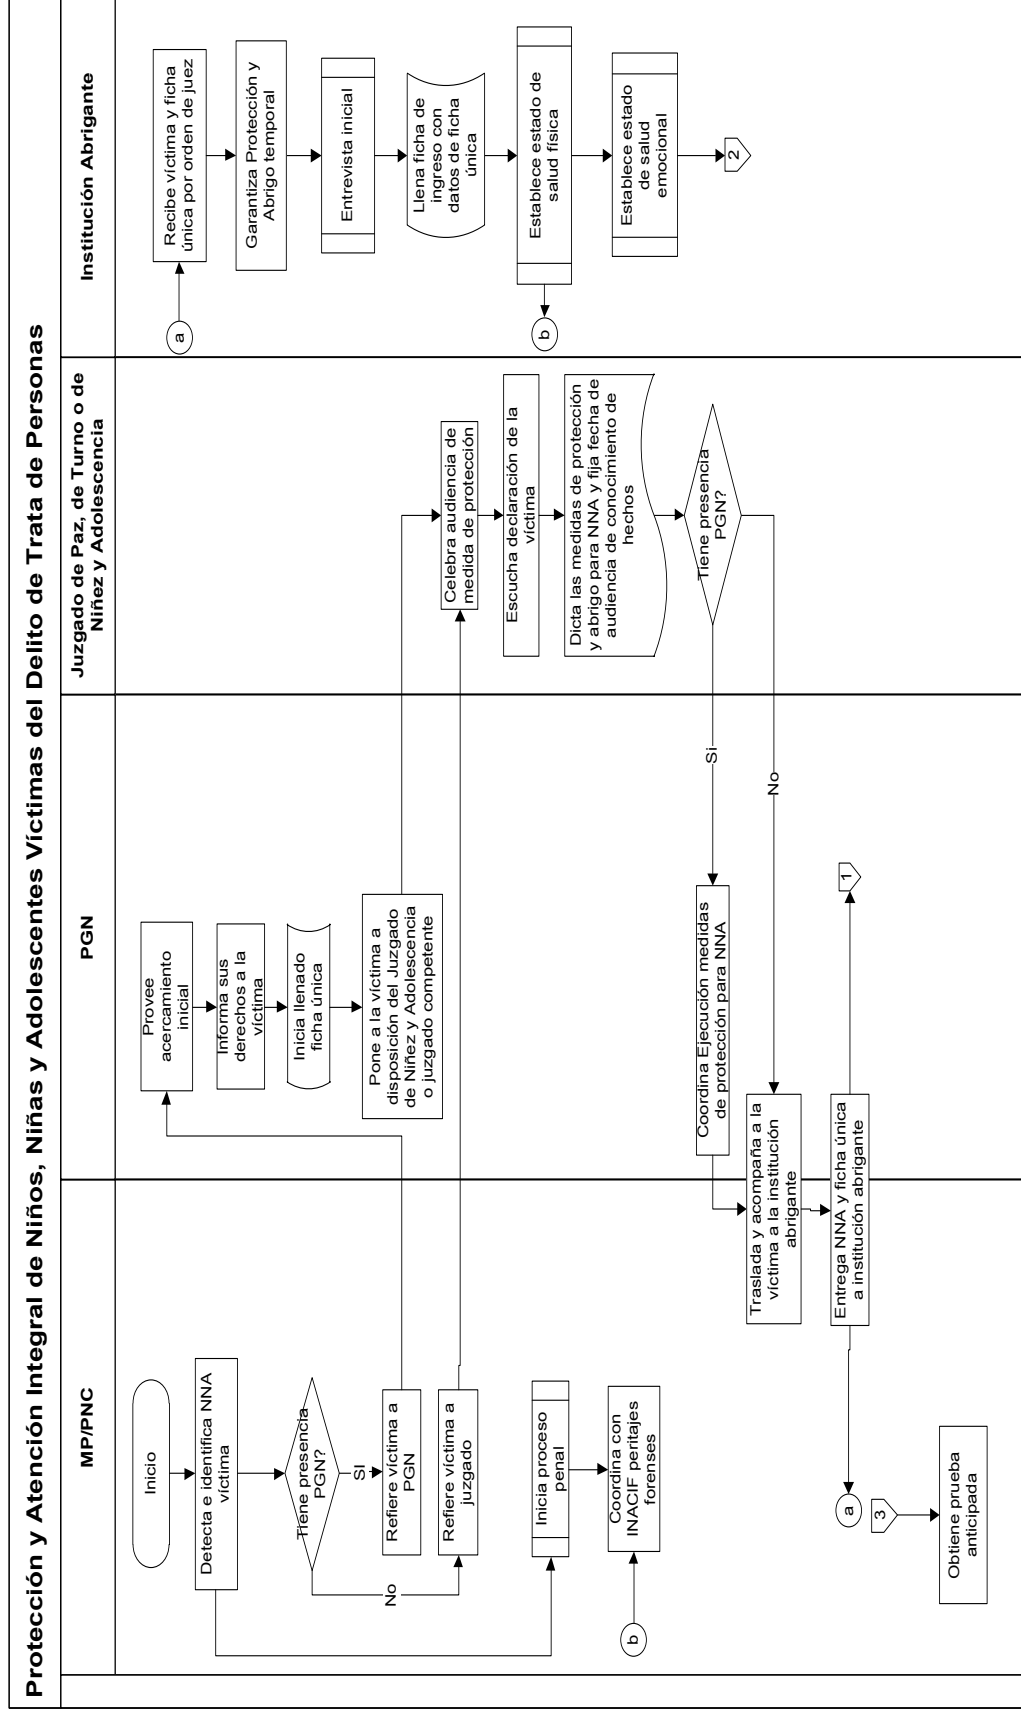 Protección y Atención Integral de Niños, Niñas y Adolescentes Víctimas del Delito de Trata de Personas
MP/PNC
PGN
Juzgado de Paz, de Turno o de
Niñez y Adolescencia
Institución Abrigante
Inicio
Detecta e identifica NNA
víctima
Tiene presencia
PGN?
SI
No
Refiere víctima a
PGN
Refiere víctima a
juzgado
Inicia proceso
penal
Coordina con
INACIF peritajes
forenses
b
a
3
Obtiene prueba
anticipada
Provee
acercamiento
inicial
Informa sus
derechos a la
víctima
Inicia llenado
ficha única
Pone a la víctima a
disposición del Juzgado
de Niñez y Adolescencia
o juzgado competente
Coordina Ejecución medidas
de protección para NNA
Traslada y acompaña a la
víctima a la institución
abrigante
Entrega NNA y ficha única
a institución abrigante
1
Si
No
Celebra audiencia de
medida de protección
Escucha declaración de la
víctima
Dicta las medidas de protección
y abrigo para NNA y fija fecha de
audiencia de conocimiento de
hechos
Tiene presencia
PGN?
a
Recibe víctima y ficha
única por orden de juez
Garantiza Protección y
Abrigo temporal
Entrevista inicial
Llena ficha de
ingreso con
datos de ficha
única
Establece estado de
salud física
b
Establece estado
de salud
emocional
2